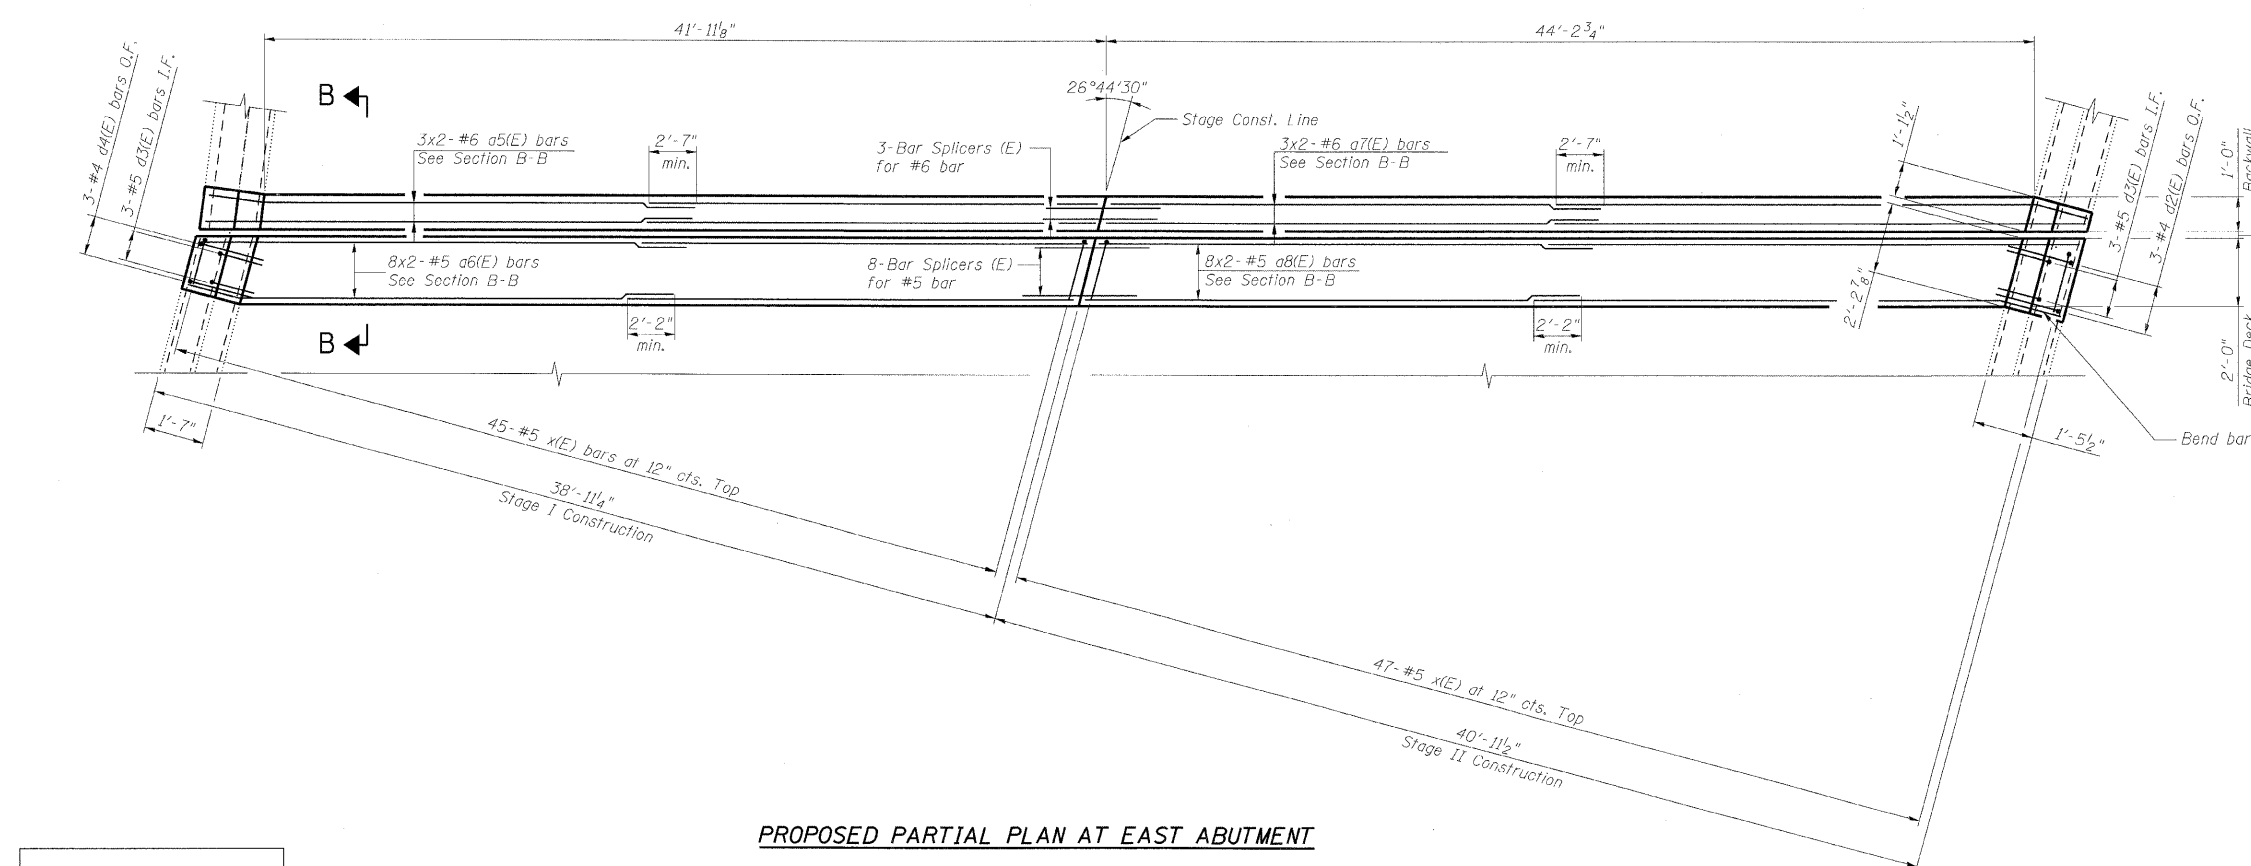 41'-11⅛"
44'-2¾"
3-#4 d4(E) bars O.F.
3-#5 d3(E) bars I.F.
B
26°44'30"
Stage Const. Line
3x2-#6 a5(E) bars
See Section B-B
2'-7"
min.
3-Bar Splicers (E)
for #6 bar
3x2-#6 a7(E) bars
See Section B-B
2'-7"
min.
1'-1½"
3-#5 d3(E) bars I.F.
3-#4 d2(E) bars O.F.
1'-0"
Backwall
8x2-#5 a6(E) bars
See Section B-B
8-Bar Splicers (E)
for #5 bar
8x2-#5 a8(E) bars
See Section B-B
2'-2⅞"
2'-0"
Bridge Deck
B
2'-2"
min.
2'-2"
min.
1'-7"
1'-5½"
Bend bar
45-#5 x(E) bars at 12" cts. Top
38'-11¼"
Stage I Construction
47-#5 x(E) at 12" cts. Top
40'-11½"
Stage II Construction
PROPOSED PARTIAL PLAN AT EAST ABUTMENT